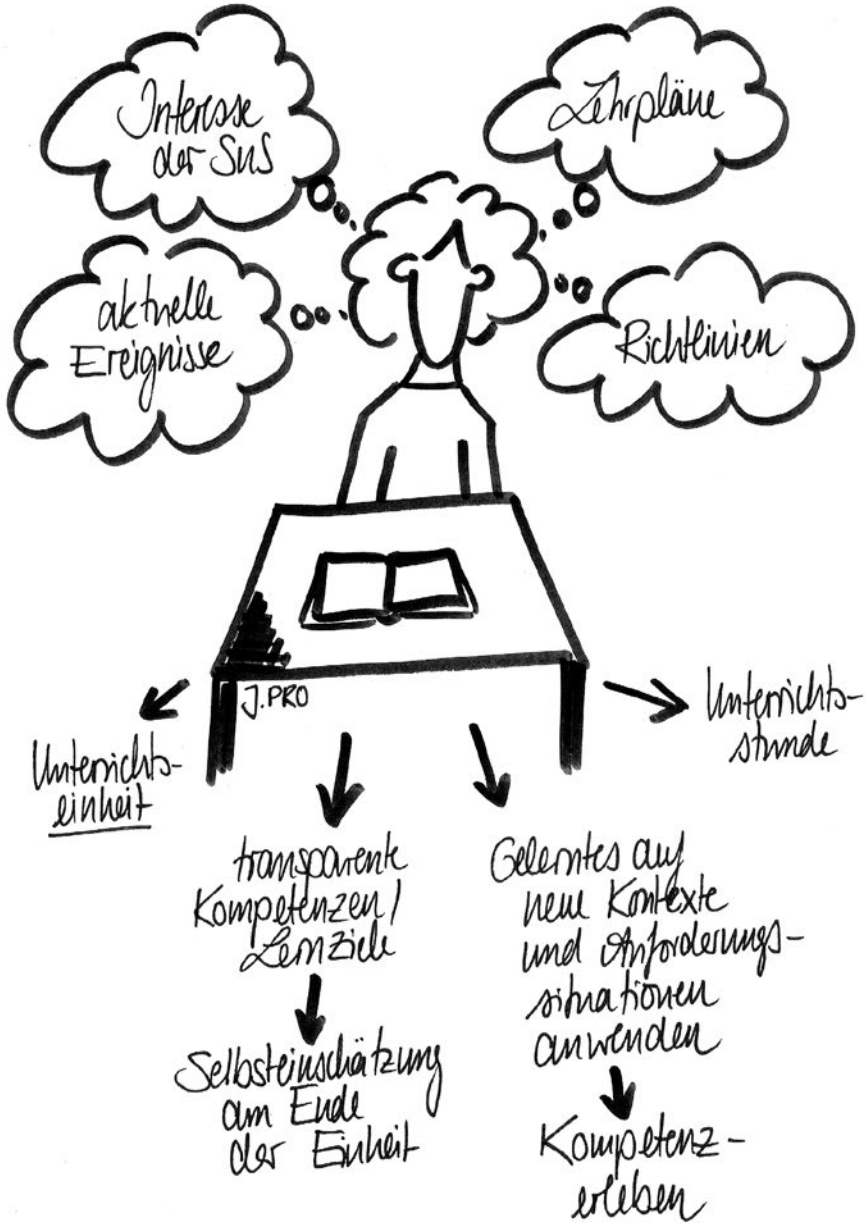 Interesse
der SuS
Lehrpläne
aktuelle
Ereignisse
Richtlinien
J. PRO
Unterrichts-
einheit
Unterrichts-
stunde
transparente
Kompetenzen/
Lernziele
Selbsteinschätzung
am Ende
der Einheit
Gelerntes auf
neue Kontexte
und Anforderungs-
situationen
anwenden
Kompetenz-
erleben